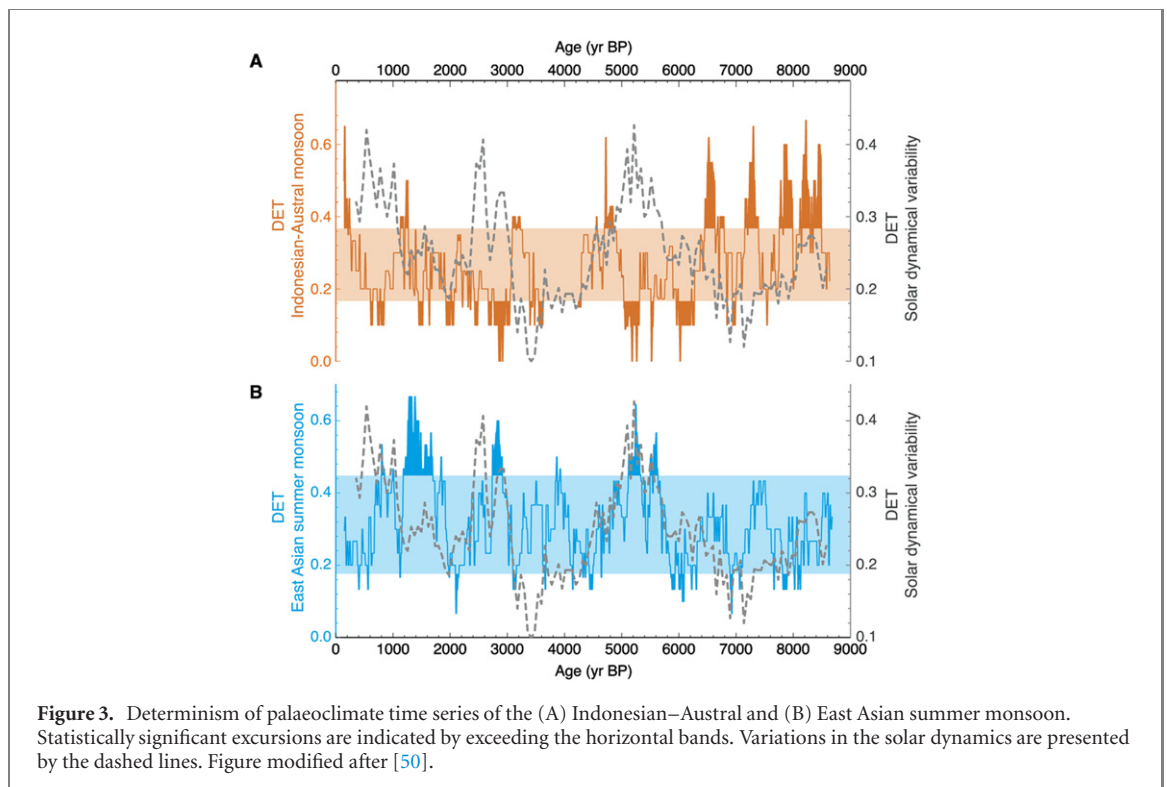 Age (yr BP)
A
0 1000 2000 3000 4000 5000 6000 7000 8000 9000
DET
Indonesian-Austral monsoon
0.6
0.4
0.2
0.0
0.4
0.3
0.2
0.1
DET
Solar dynamical variability
B
DET
East Asian summer monsoon
0.6
0.4
0.2
0.0
0.4
0.3
0.2
0.1
DET
Solar dynamical variability
0 1000 2000 3000 4000 5000 6000 7000 8000 9000
Age (yr BP)
Figure 3. Determinism of palaeoclimate time series of the (A) Indonesian–Austral and (B) East Asian summer monsoon.
Statistically significant excursions are indicated by exceeding the horizontal bands. Variations in the solar dynamics are presented
by the dashed lines. Figure modified after [50].